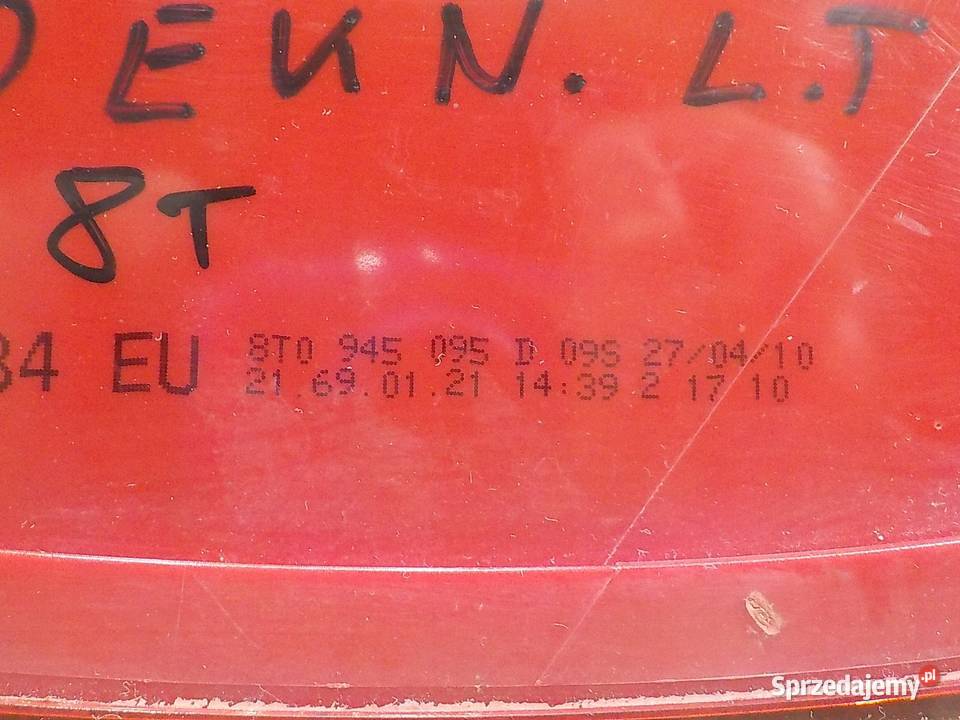 EUN. L.T
8T
34 EU
8T0 945 095 D 09S 27/04/10
21.69.01.21 14:39 2 17 10
Sprzedajemy.pl